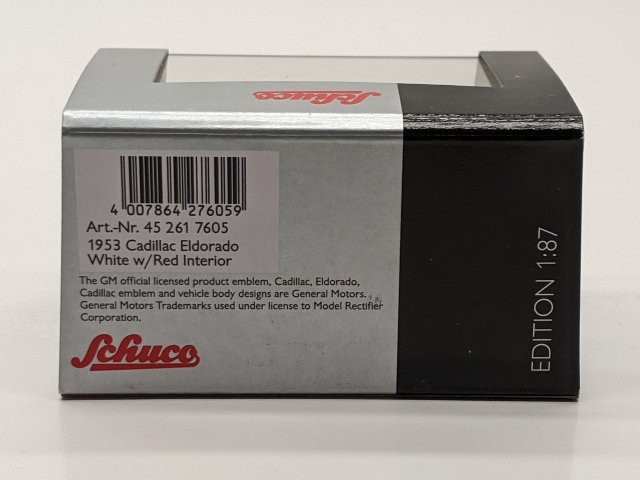 Schuco
4 007864 276059
Art.-Nr. 45 261 7605
1953 Cadillac Eldorado
White w/Red Interior
The GM official licensed product emblem, Cadillac, Eldorado,
Cadillac emblem and vehicle body designs are General Motors.
General Motors Trademarks used under license to Model Rectifier
Corporation.
Schuco
EDITION 1:87